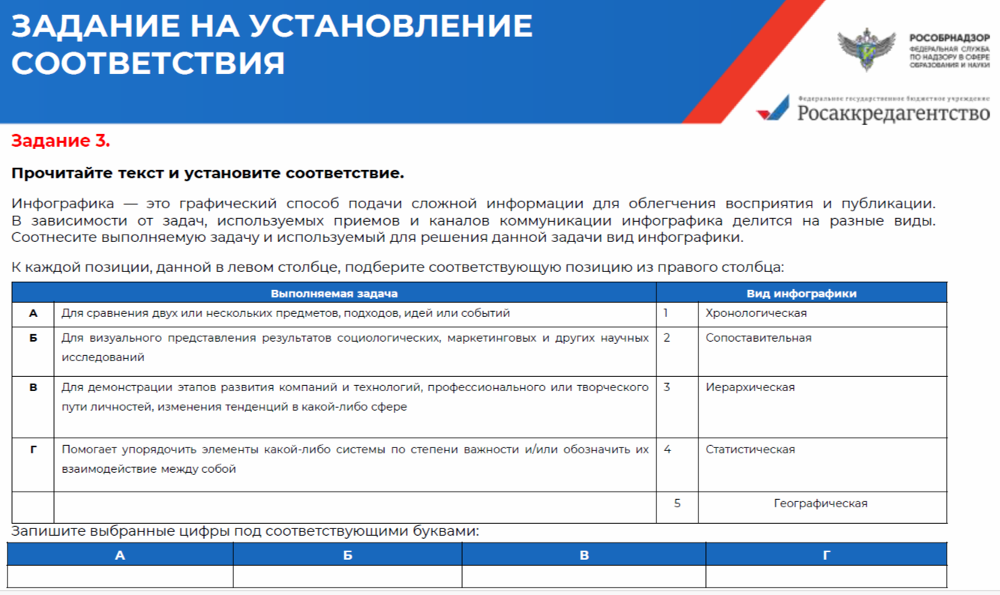 ЗАДАНИЕ НА УСТАНОВЛЕНИЕ
СООТВЕТСТВИЯ
РОСОБРНАДЗОР
ФЕДЕРАЛЬНАЯ СЛУЖБА
ПО НАДЗОРУ В СФЕРЕ
ОБРАЗОВАНИЯ И НАУКИ
Федеральное государственное бюджетное учреждение
Росаккредагентство
Задание 3.
Прочитайте текст и установите соответствие.
Инфографика — это графический способ подачи сложной информации для облегчения восприятия и публикации.
В зависимости от задач, используемых приемов и каналов коммуникации инфографика делится на разные виды.
Соотнесите выполняемую задачу и используемый для решения данной задачи вид инфографики.
К каждой позиции, данной в левом столбце, подберите соответствующую позицию из правого столбца:
Выполняемая задача Вид инфографики
А Для сравнения двух или нескольких предметов, подходов, идей или событий 1 Хронологическая
Б Для визуального представления результатов социологических, маркетинговых и других научных 2 Сопоставительная
исследований
В Для демонстрации этапов развития компаний и технологий, профессионального или творческого 3 Иерархическая
пути личностей, изменения тенденций в какой-либо сфере
Г Помогает упорядочить элементы какой-либо системы по степени важности и/или обозначить их 4 Статистическая
взаимодействие между собой
5 Географическая
Запишите выбранные цифры под соответствующими буквами:
А Б В Г